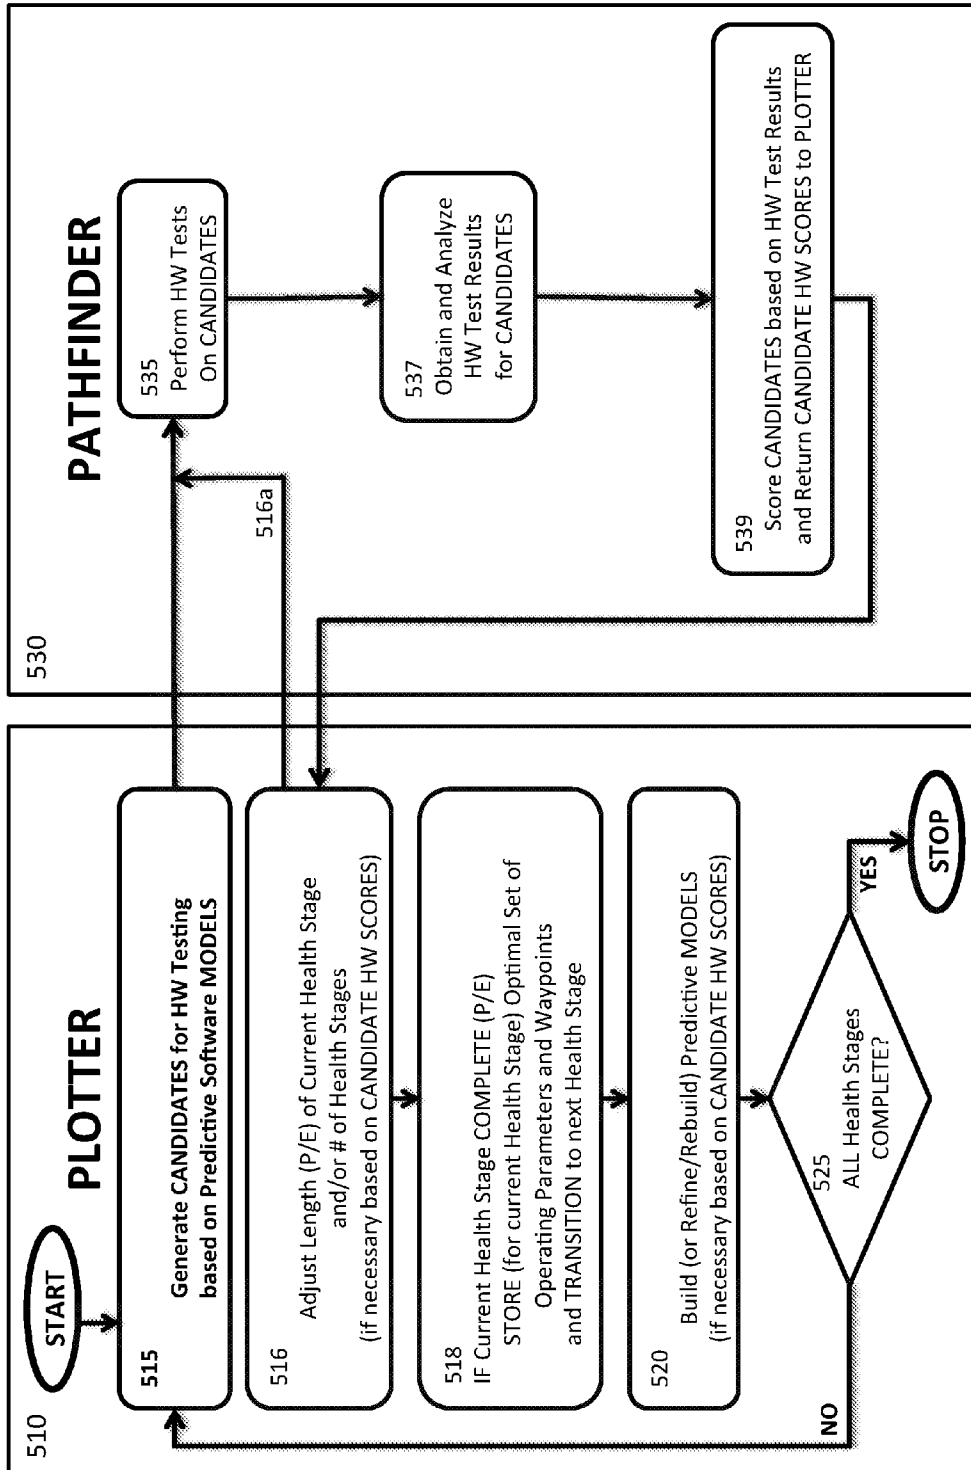 510
PLOTTER
START
515
Generate CANDIDATES for HW Testing
based on Predictive Software MODELS
516
Adjust Length (P/E) of Current Health Stage
and/or # of Health Stages
(if necessary based on CANDIDATE HW SCORES)
518
IF Current Health Stage COMPLETE (P/E)
STORE (for current Health Stage) Optimal Set of
Operating Parameters and Waypoints
and TRANSITION to next Health Stage
520
Build (or Refine/Rebuild) Predictive MODELS
(if necessary based on CANDIDATE HW SCORES)
525
ALL Health Stages
COMPLETE?
NO
YES
STOP
530
PATHFINDER
516a
535
Perform HW Tests
On CANDIDATES
537
Obtain and Analyze
HW Test Results
for CANDIDATES
539
Score CANDIDATES based on HW Test Results
and Return CANDIDATE HW SCORES to PLOTTER